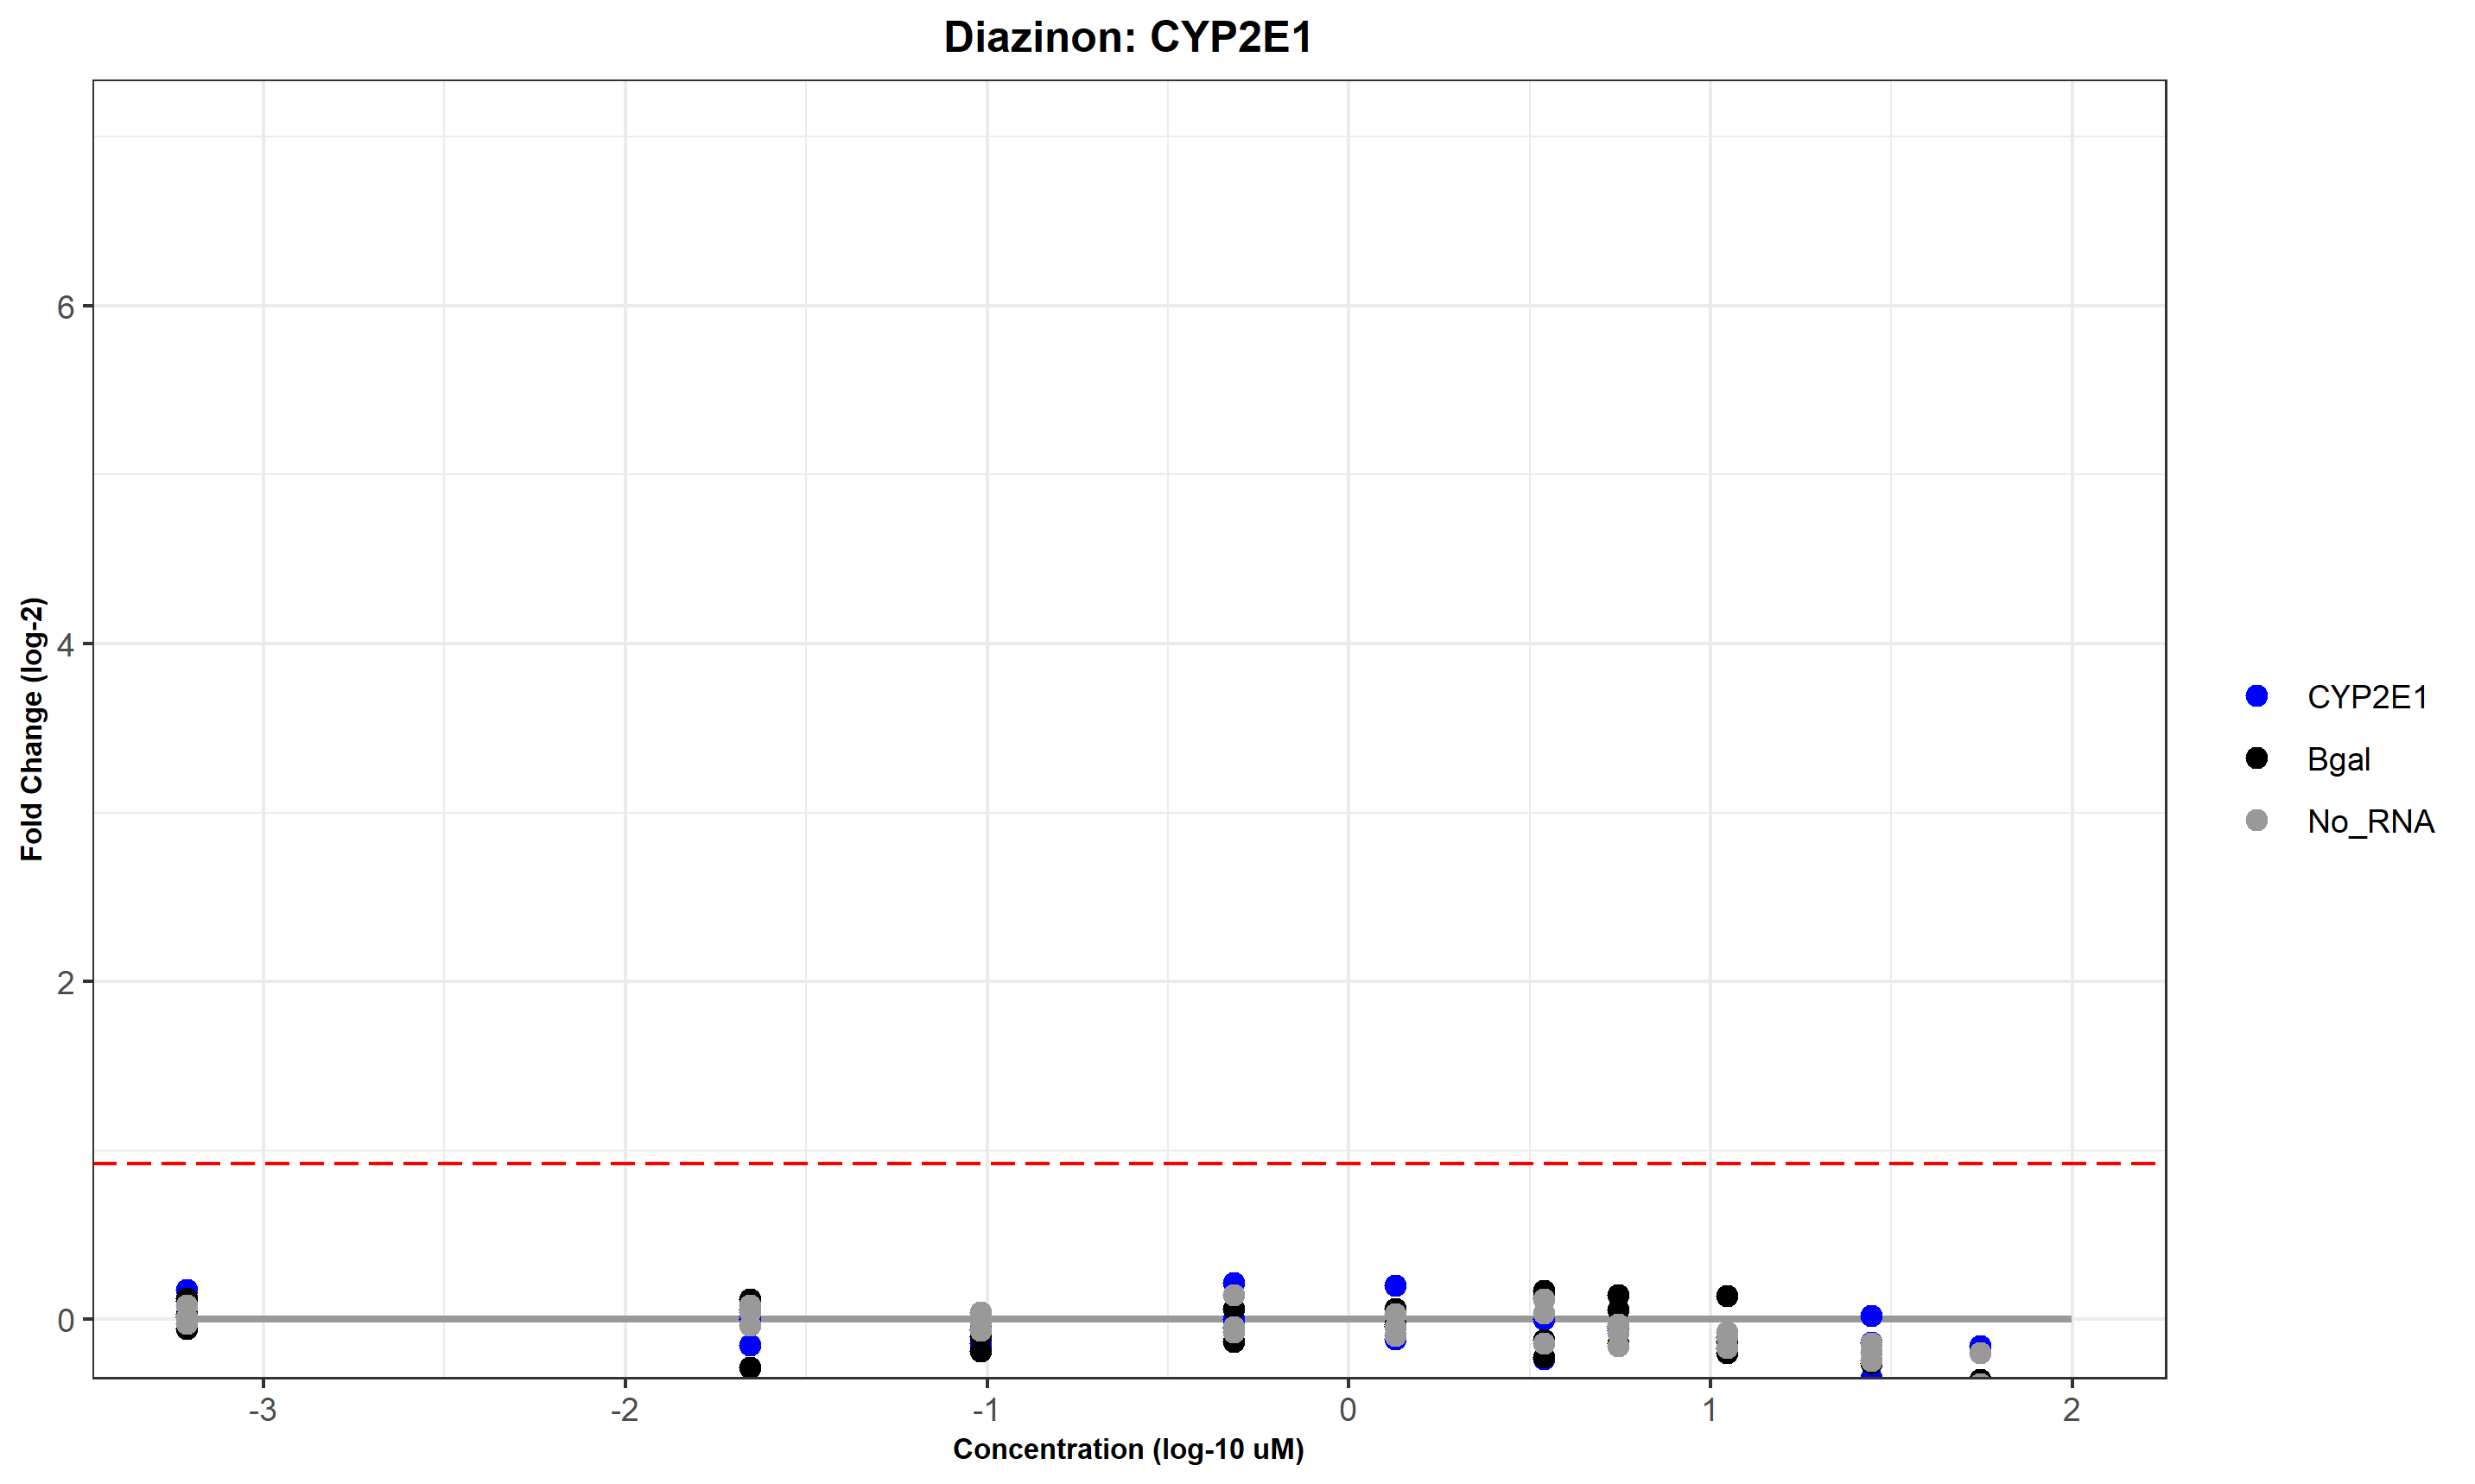 Diazinon: CYP2E1
Fold Change (log-2)
6
4
2
0
-3
-2
-1
0
1
2
Concentration (log-10 uM)
CYP2E1
Bgal
No_RNA